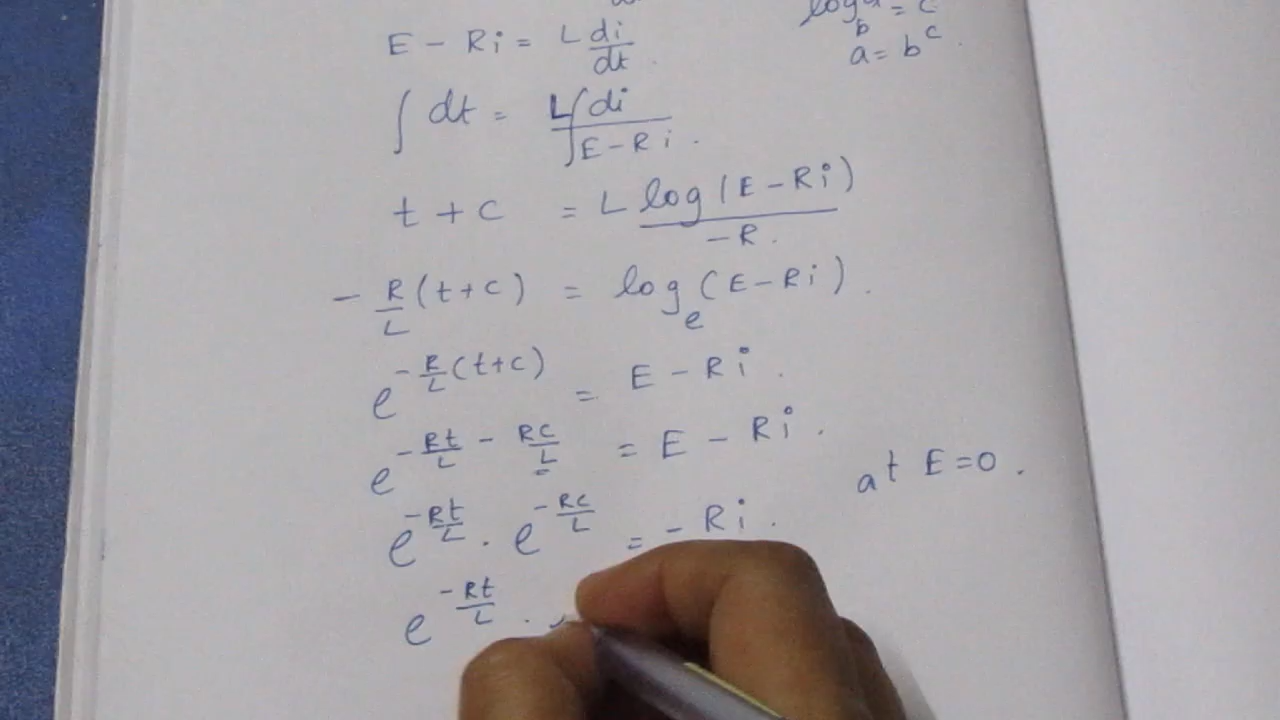 log_b a = c
E - Ri = L di/dt
a = b^c.
∫ dt = L ∫ di / E - Ri.
t + c = L log (E - Ri) / -R.
- R/L (t+c) = log_e (E - Ri).
e^{-R/L (t+c)} = E - Ri.
e^{-Rt/L - Rc/L} = E - Ri.
at E = 0.
e^{-Rt/L} . e^{-Rc/L} = - Ri.
e^{-Rt/L} .